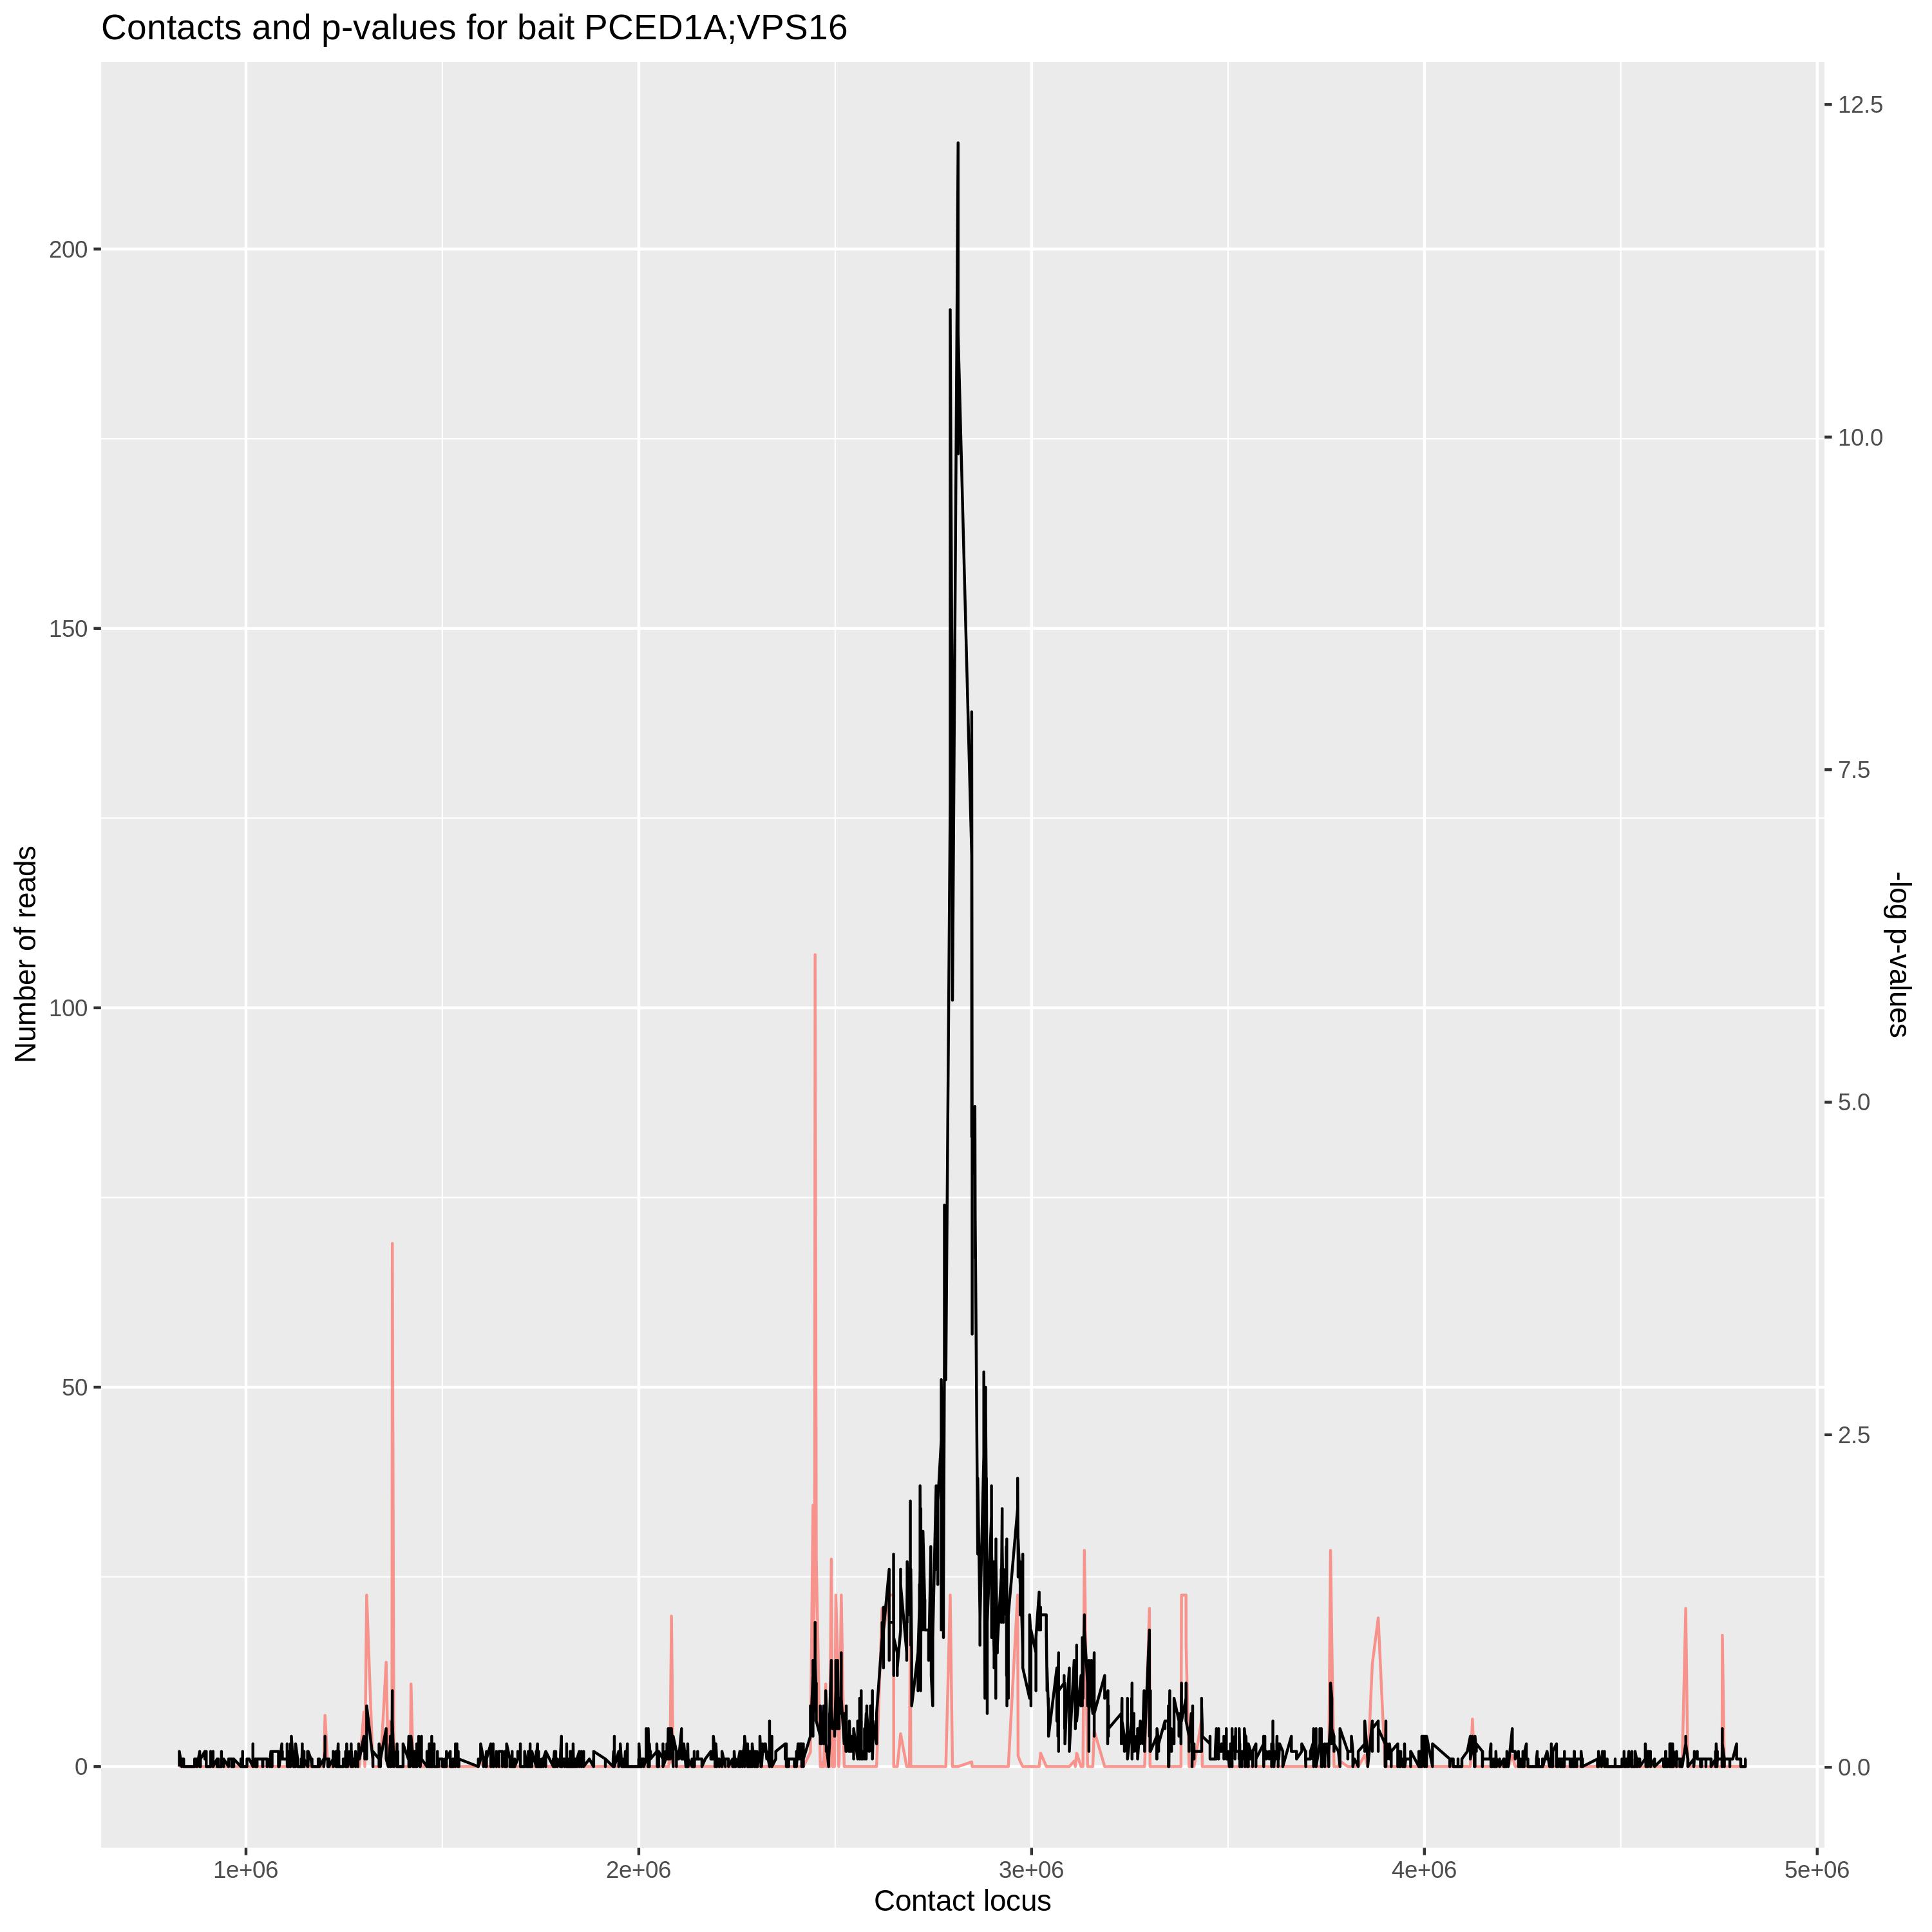 Contacts and p-values for bait PCED1A;VPS16
Number of reads
200
150
100
50
0
12.5
10.0
7.5
5.0
2.5
0.0
-log p-values
1e+06
2e+06
3e+06
4e+06
5e+06
Contact locus